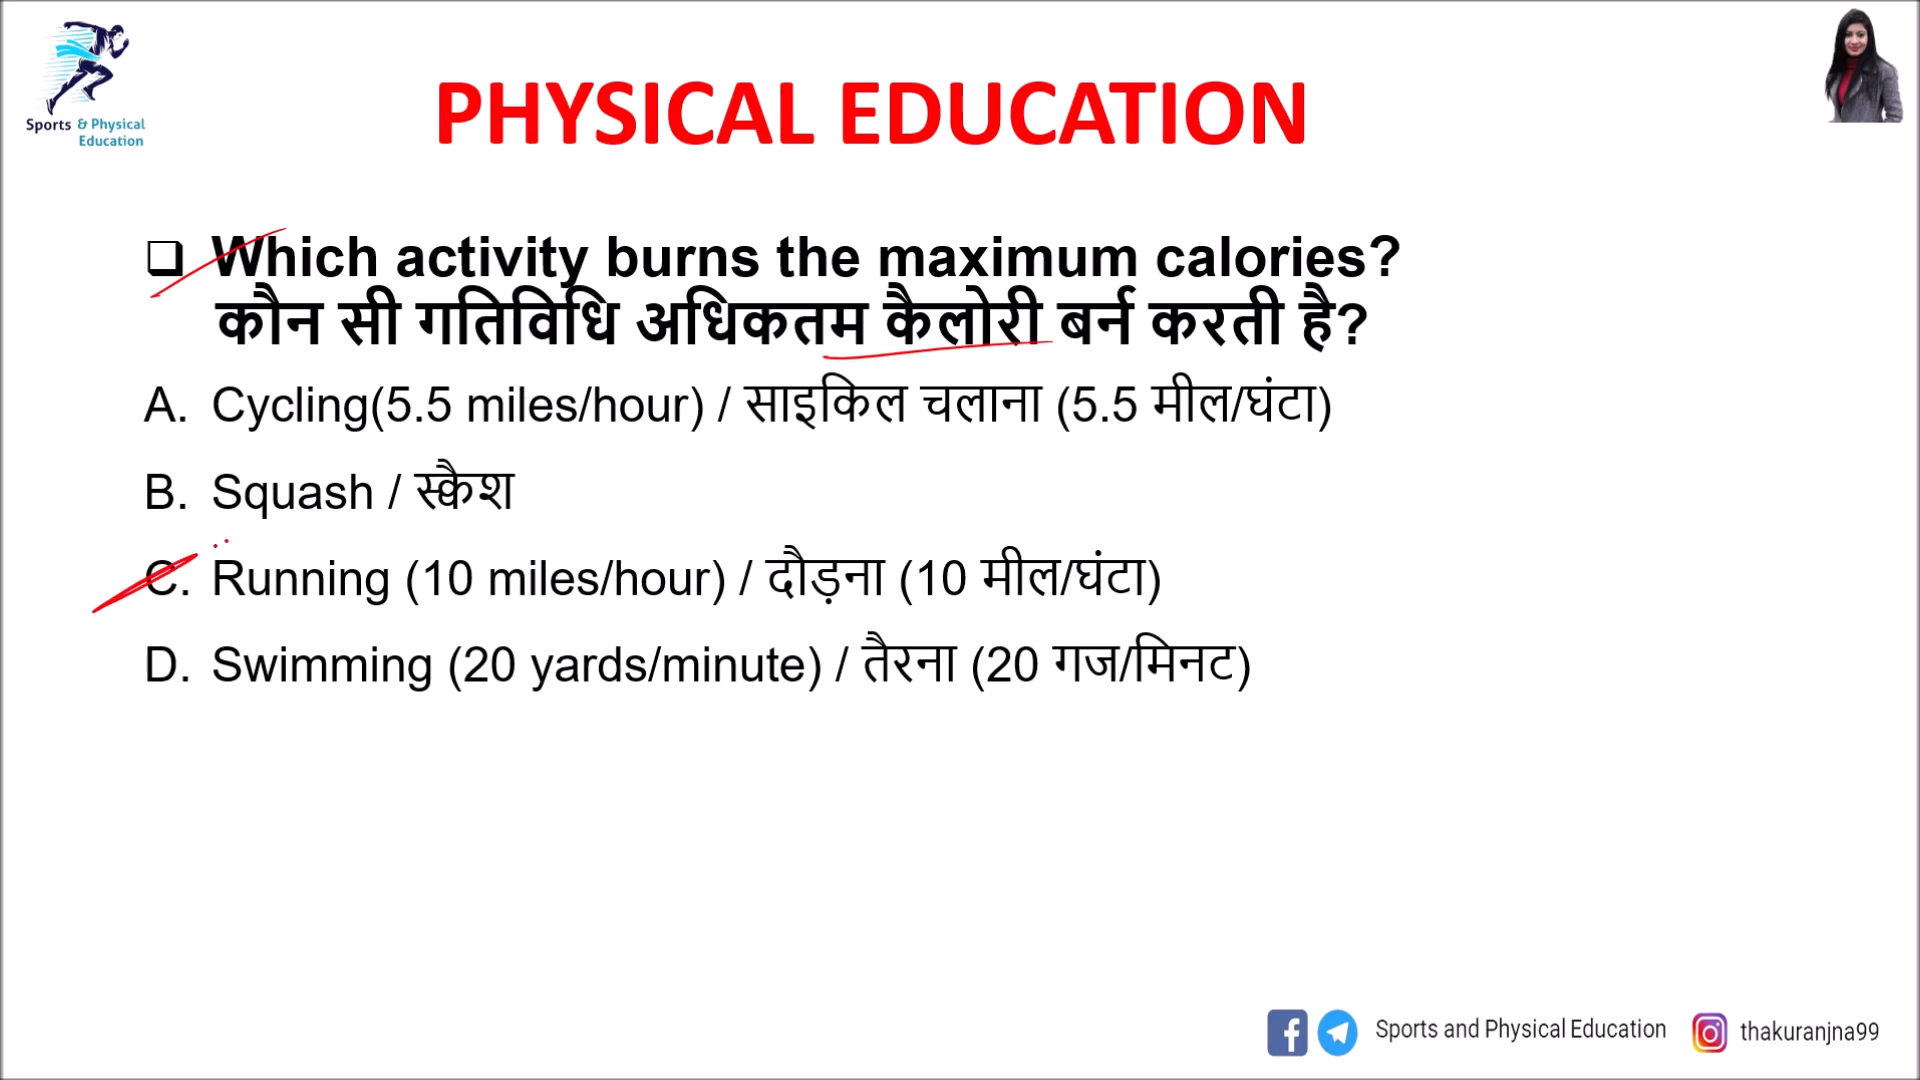 Sports & Physical
Education
PHYSICAL EDUCATION
❑ Which activity burns the maximum calories?
कौन सी गतिविधि अधिकतम कैलोरी बर्न करती है?
A. Cycling(5.5 miles/hour) / साइकिल चलाना (5.5 मील/घंटा)
B. Squash / स्क्वैश
C. Running (10 miles/hour) / दौड़ना (10 मील/घंटा)
D. Swimming (20 yards/minute) / तैरना (20 गज/मिनट)
Sports and Physical Education thakuranjna99